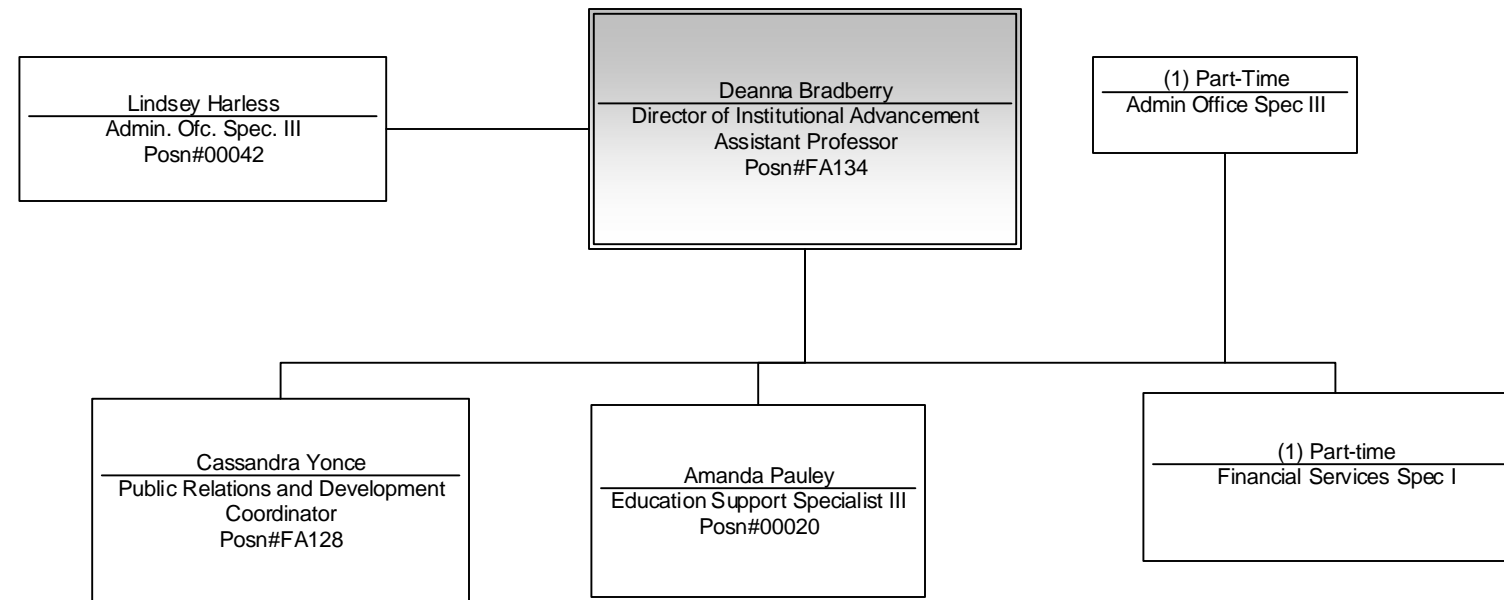 Lindsey Harless
Admin. Ofc. Spec. III
Posn#00042
Deanna Bradberry
Director of Institutional Advancement
Assistant Professor
Posn#FA134
(1) Part-Time
Admin Office Spec III
Cassandra Yonce
Public Relations and Development
Coordinator
Posn#FA128
Amanda Pauley
Education Support Specialist III
Posn#00020
(1) Part-time
Financial Services Spec I